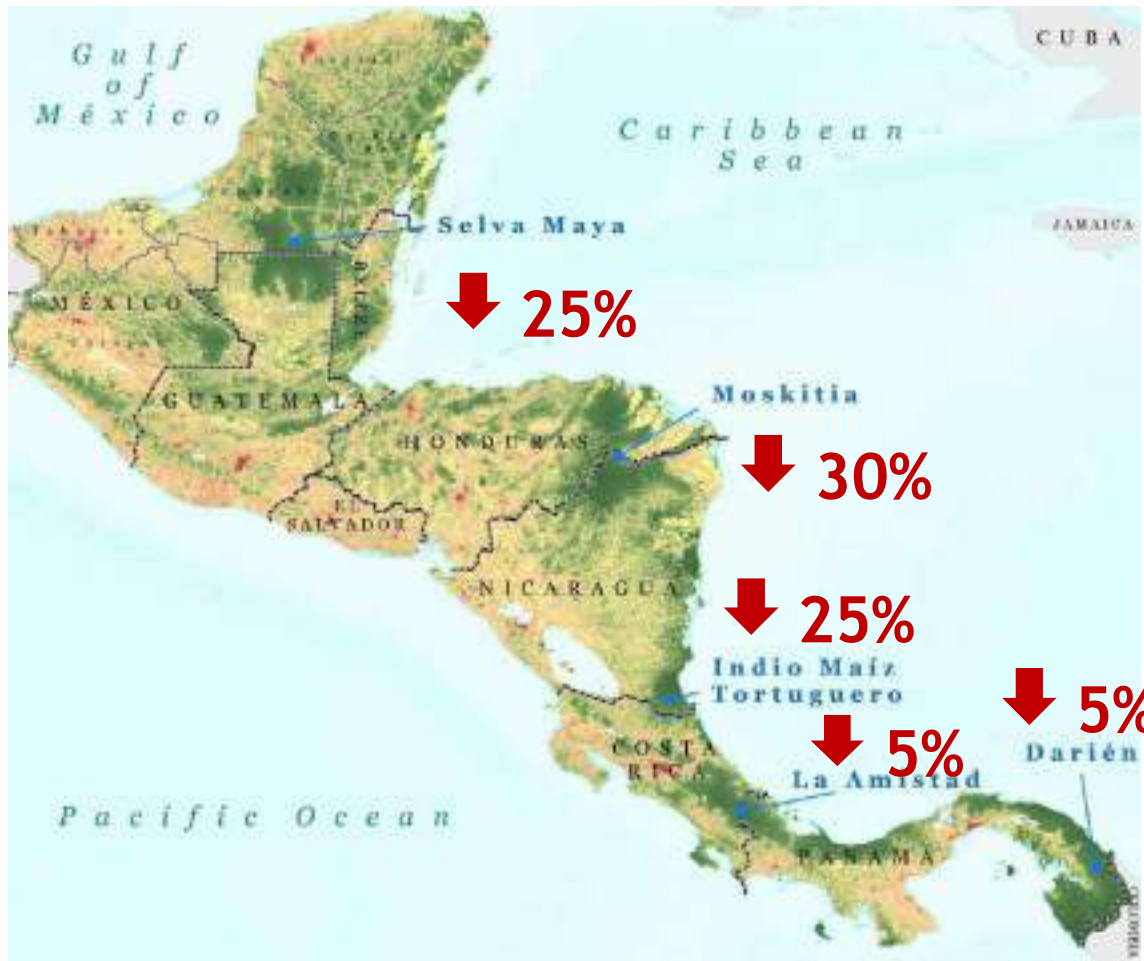 Gulf
of
México
CUBA
Caribbean
Sea
JAMAICA
Selva Maya
MÉXICO
BELIZE
25%
Moskitia
GUATEMALA
HONDURAS
30%
EL
SALVADOR
NICARAGUA
25%
Indio Maíz
Tortuguero
5%
5%
Darién
COSTA
RICA
La Amistad
Pacific Ocean
PANAMA